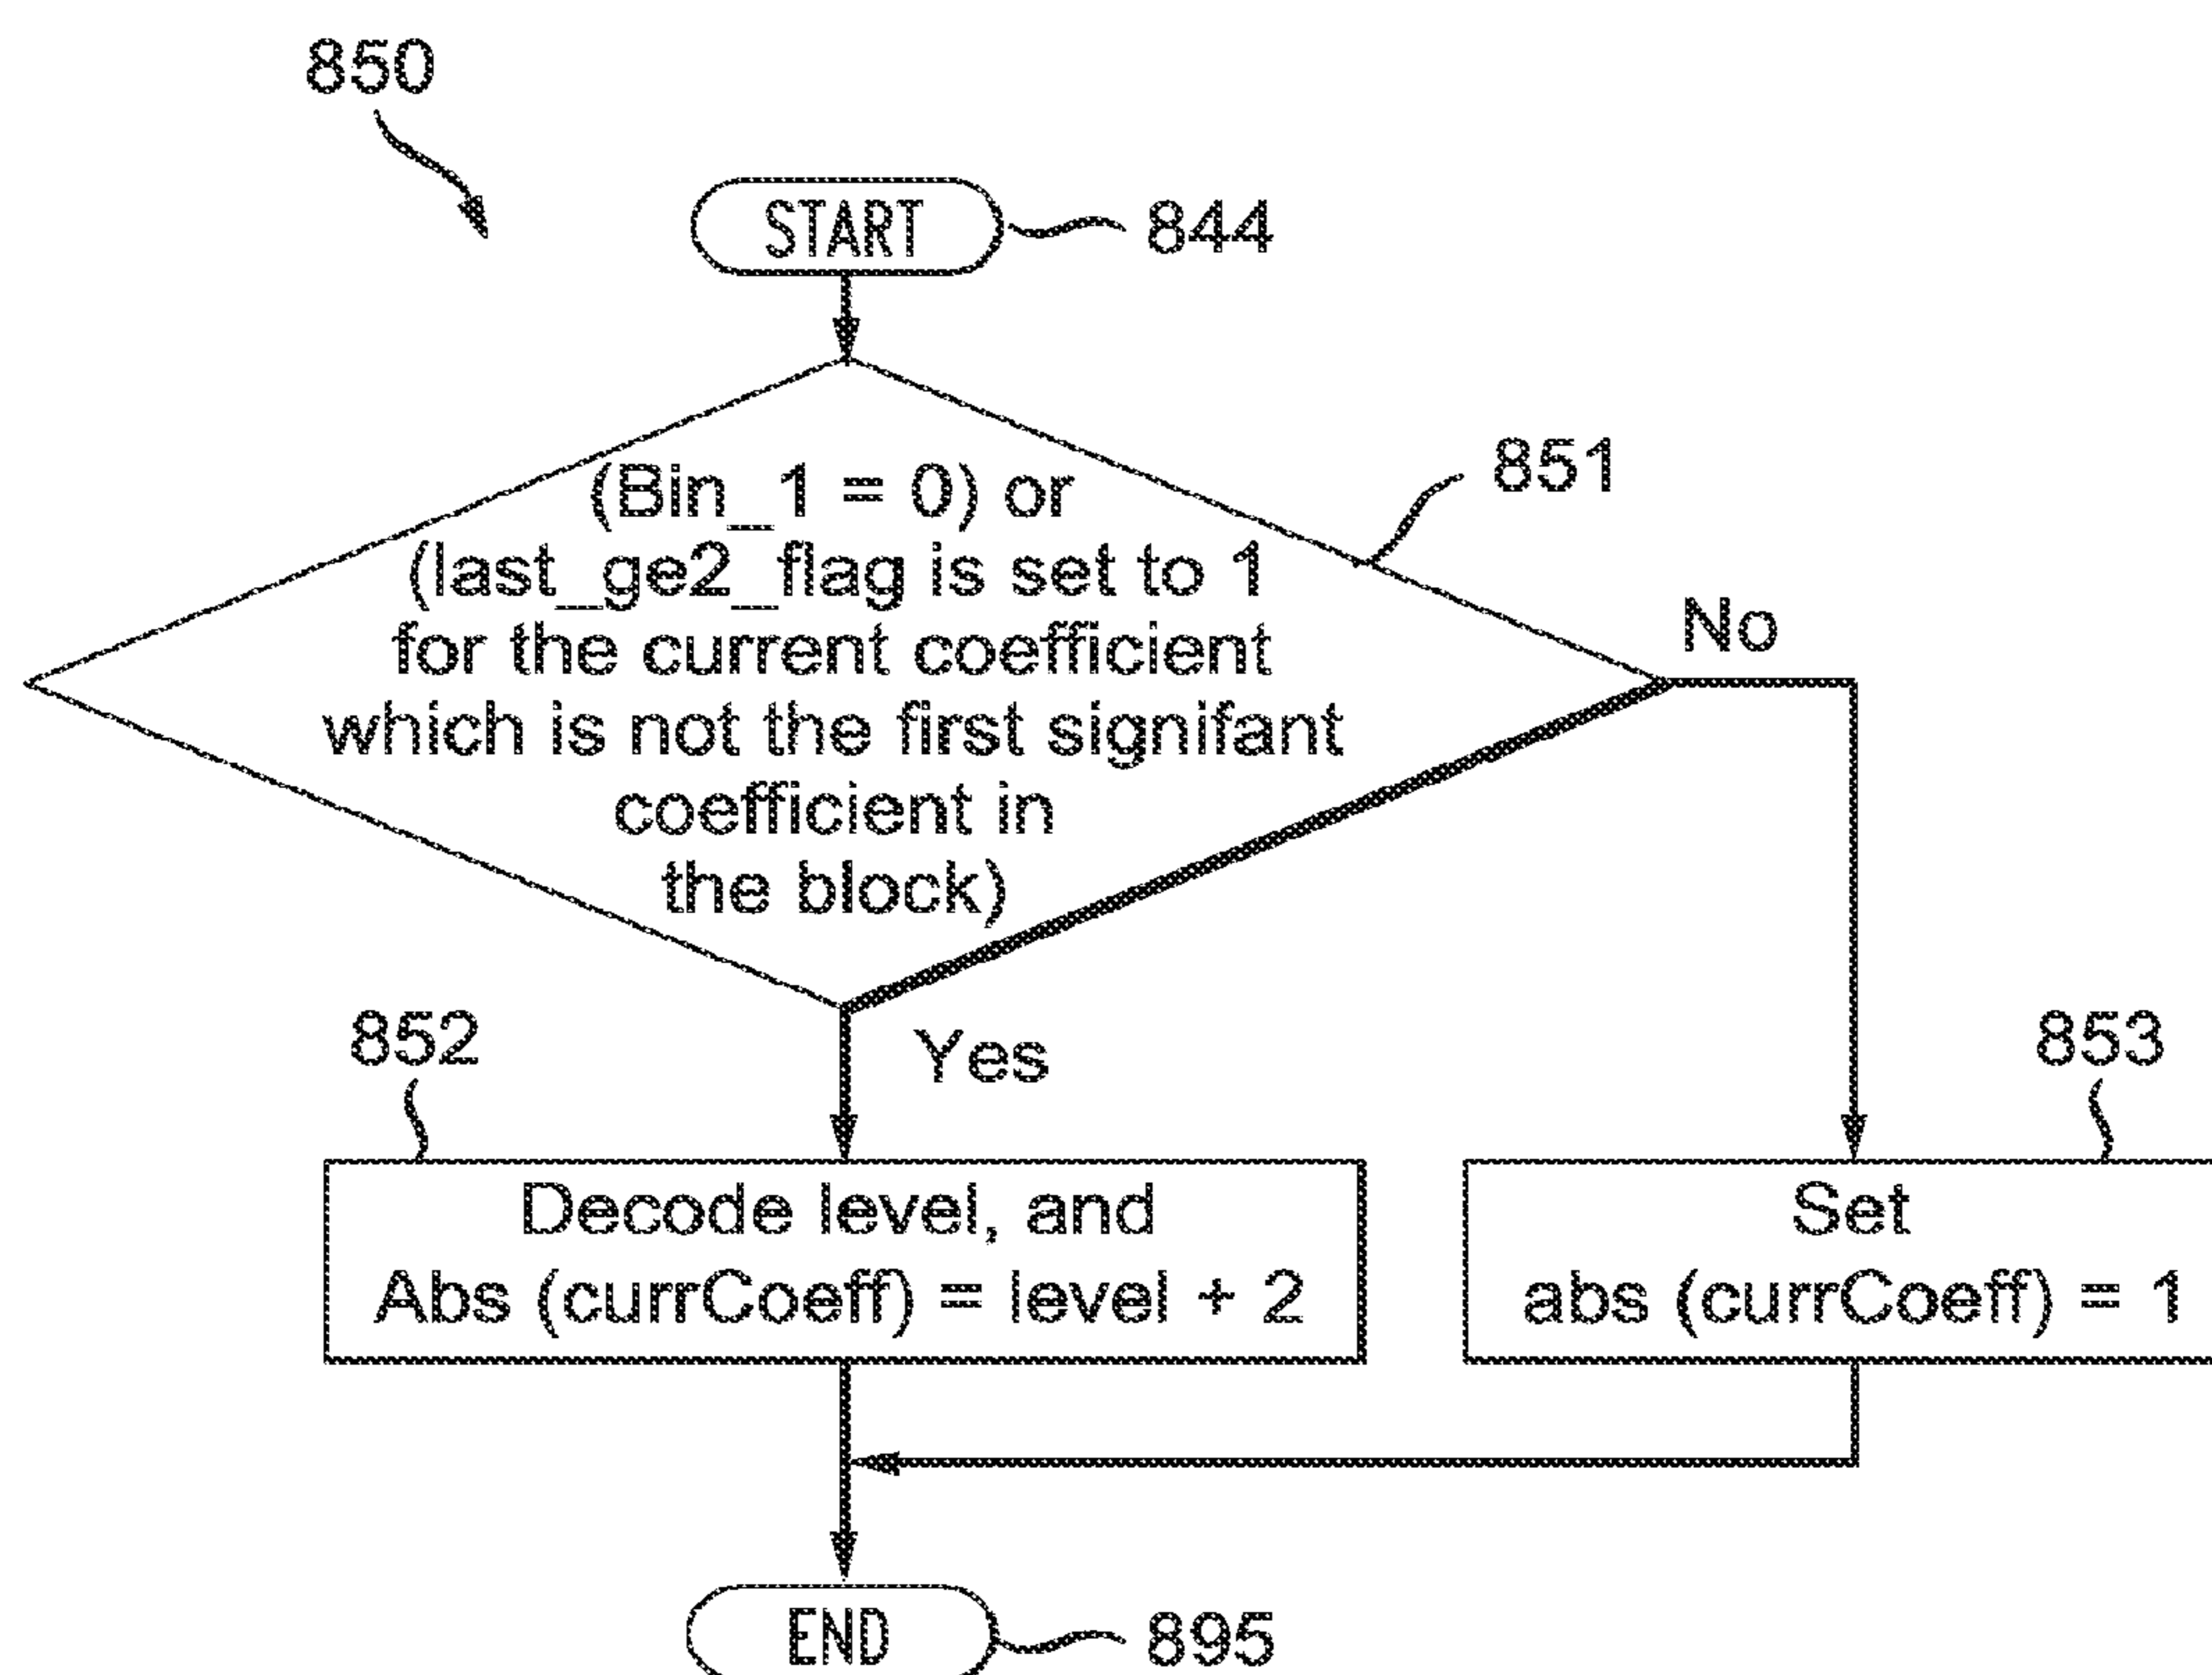 850
START
844
(Bin_1 = 0) or
(last_ge2_flag is set to 1
for the current coefficient
which is not the first signifant
coefficient in
the block)
851
No
Yes
852
853
Decode level, and
Abs (currCoeff) = level + 2
Set
abs (currCoeff) = 1
END
895